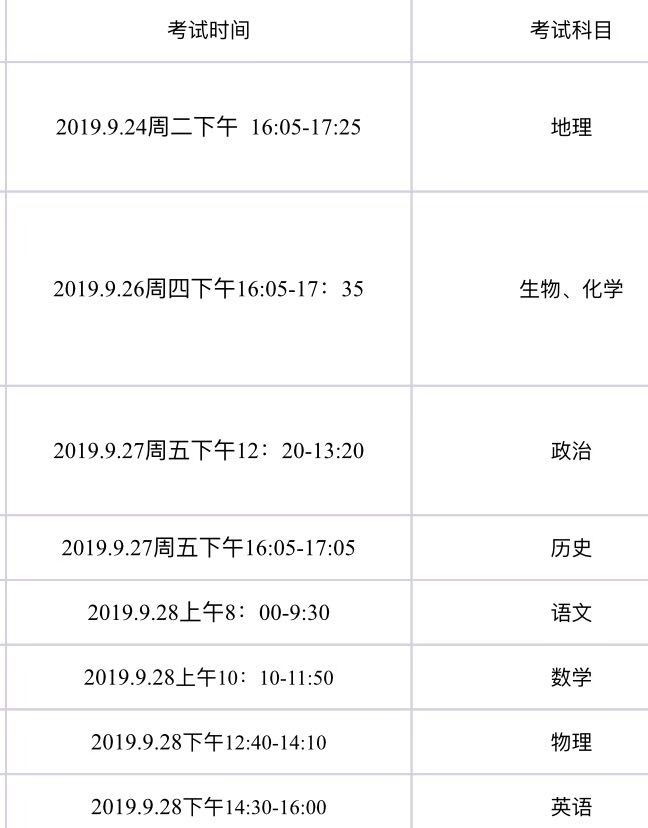 考试时间 考试科目
2019.9.24周二下午 16:05-17:25 地理
2019.9.26周四下午16:05-17：35 生物、化学
2019.9.27周五下午12：20-13:20 政治
2019.9.27周五下午16:05-17:05 历史
2019.9.28上午8：00-9:30 语文
2019.9.28上午10：10-11:50 数学
2019.9.28下午12:40-14:10 物理
2019.9.28下午14:30-16:00 英语